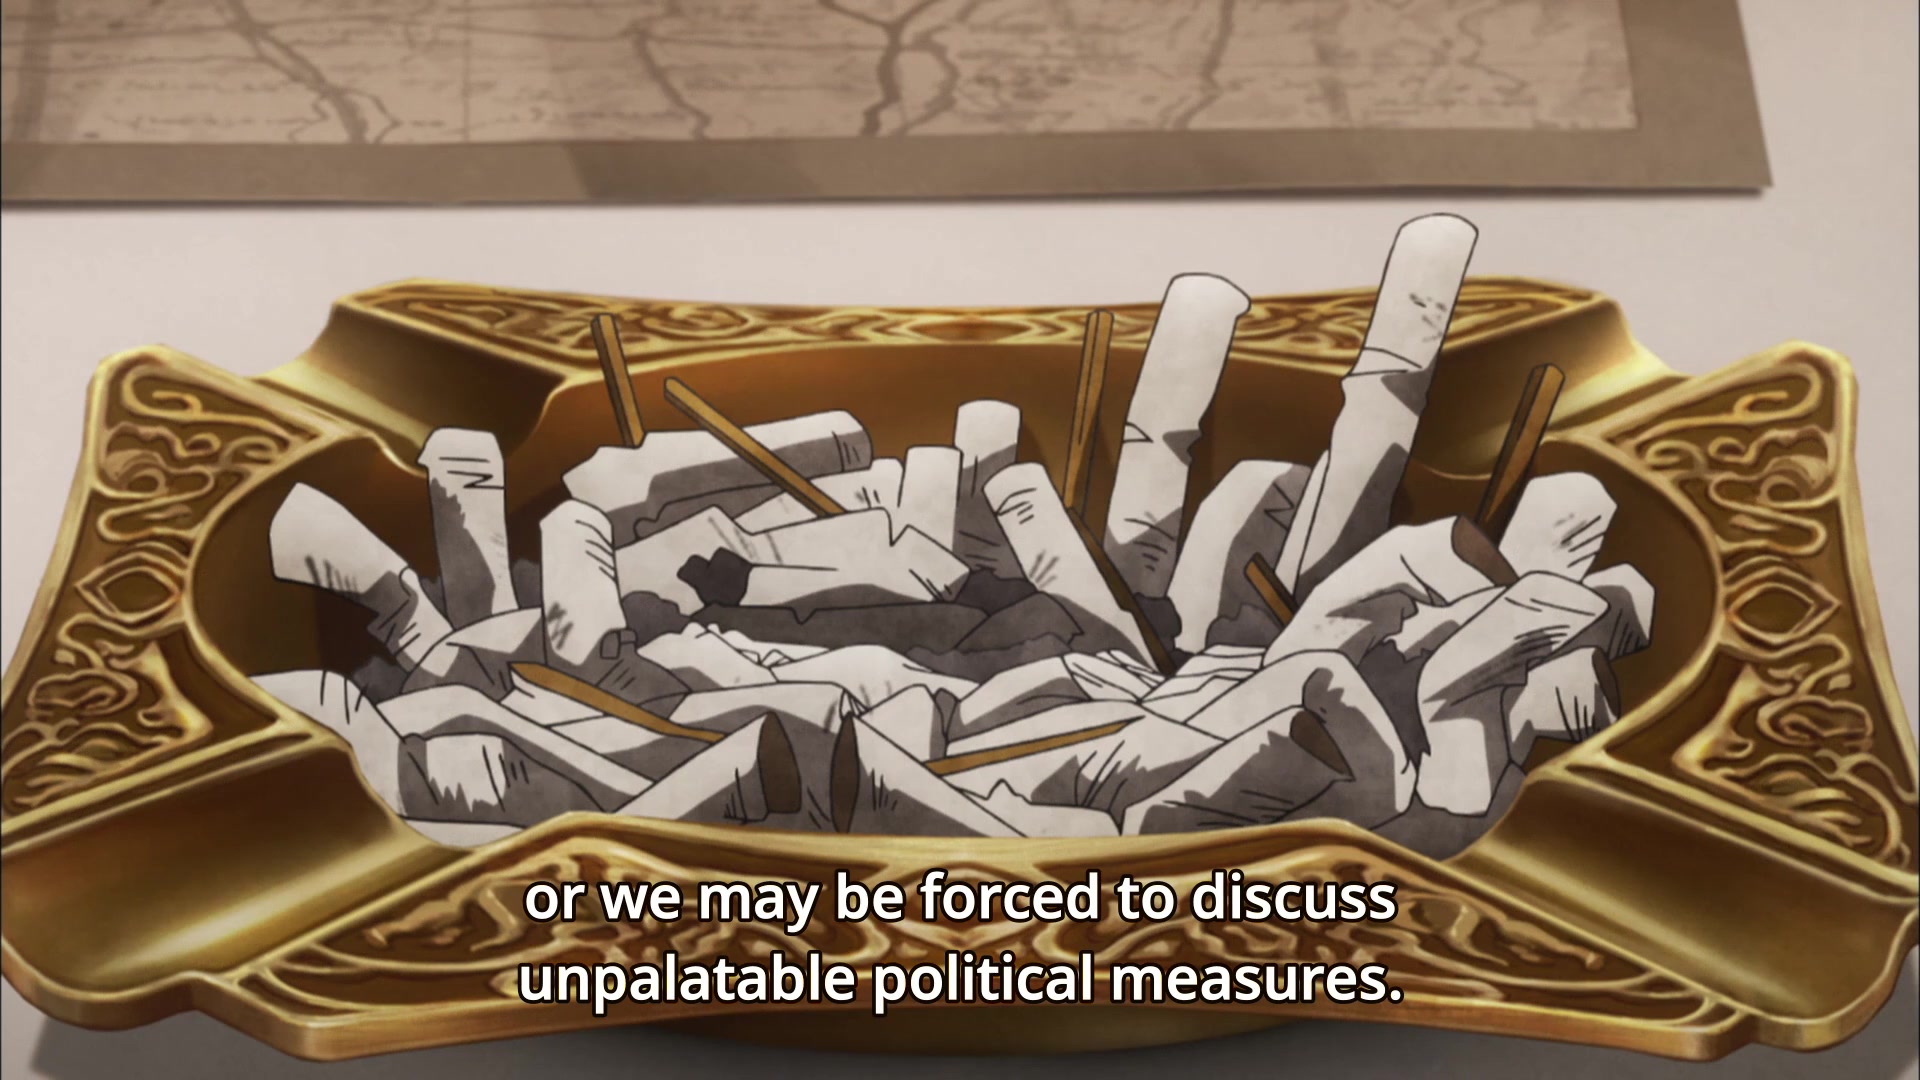 or we may be forced to discuss
unpalatable political measures.